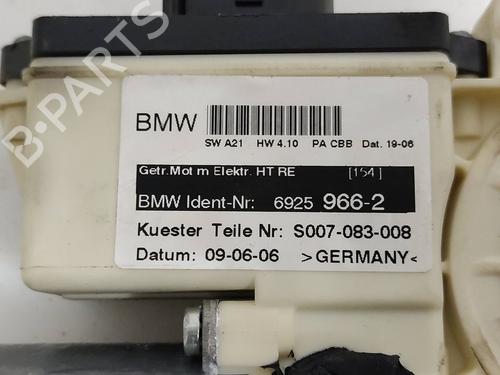 BMW
SW A21 HW 4.10 PA CBB Dat. 19-06
Getr.Mot m Elektr. HT RE [154]
BMW Ident-Nr: 6925 966-2
Kuester Teile Nr: S007-083-008
Datum: 09-06-06 >GERMANY<
B-PARTS